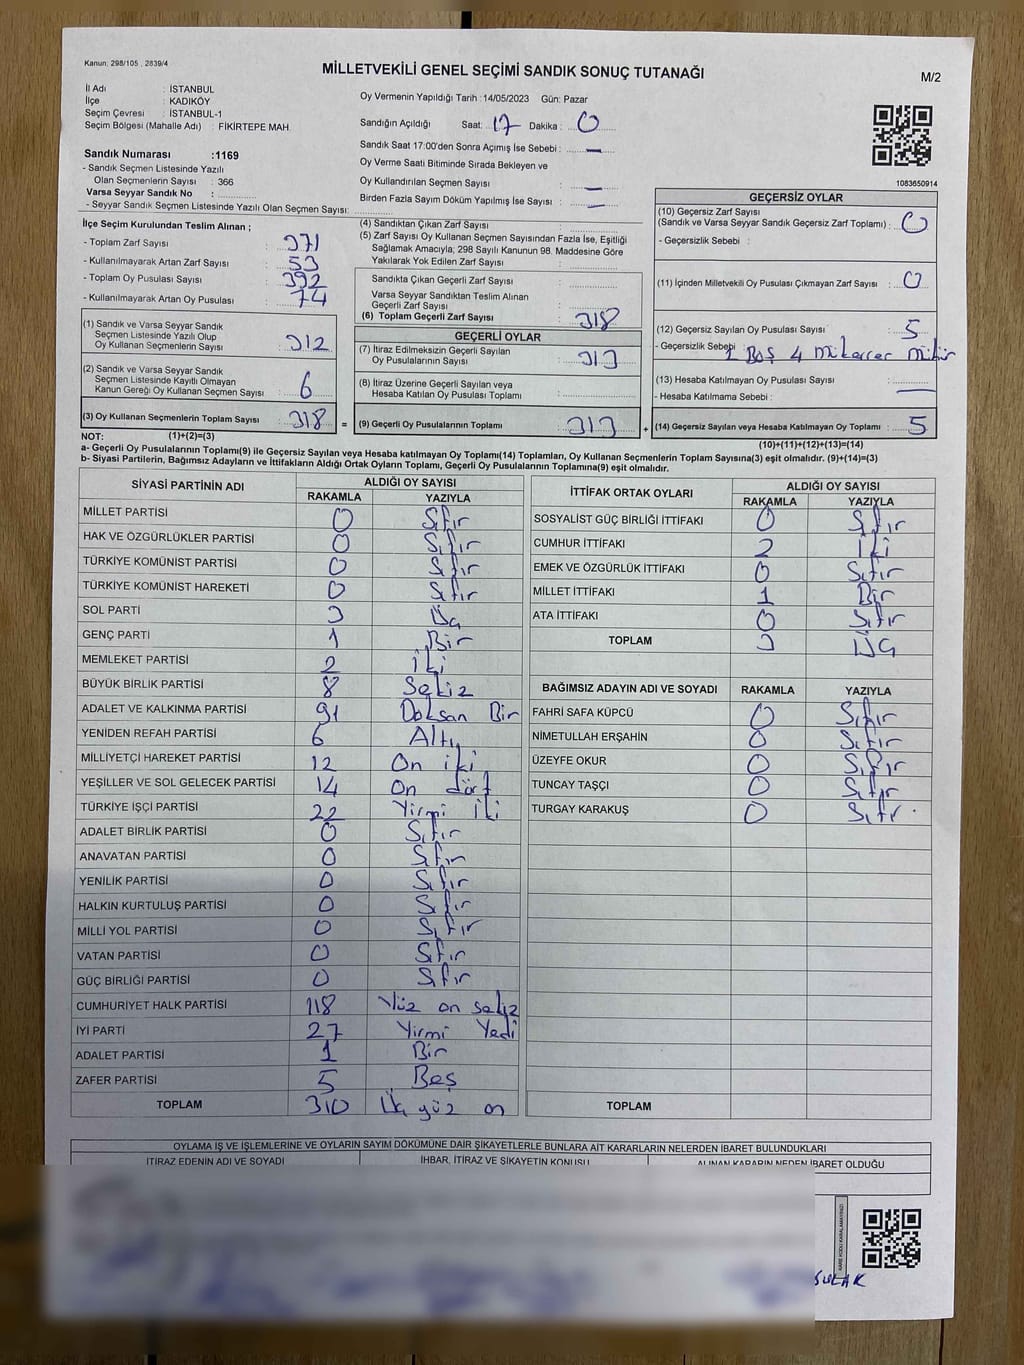 Kanun, 298/105 , 2839/4
MİLLETVEKİLİ GENEL SEÇİMİ SANDIK SONUÇ TUTANAĞI
M/2
İl Adı : İSTANBUL
İlçe : KADIKÖY
Seçim Çevresi : İSTANBUL-1
Seçim Bölgesi (Mahalle Adı) : FİKİRTEPE MAH.
Oy Vermenin Yapıldığı Tarih :14/05/2023 Gün: Pazar
Sandığın Açıldığı Saat: 17 Dakika : 0
Sandık Saat 17:00'den Sonra Açımış İse Sebebi : —
Oy Verme Saati Bitiminde Sırada Bekleyen ve
Oy Kullandırılan Seçmen Sayısı : —
Birden Fazla Sayım Döküm Yapılmış İse Sayısı : —
1083650914
Sandık Numarası :1169
- Sandık Seçmen Listesinde Yazılı
Olan Seçmenlerin Sayısı : 366
Varsa Seyyar Sandık No :
- Seyyar Sandık Seçmen Listesinde Yazılı Olan Seçmen Sayısı:
İlçe Seçim Kurulundan Teslim Alınan ;
- Toplam Zarf Sayısı : 371
- Kullanılmayarak Artan Zarf Sayısı : 53
- Toplam Oy Pusulası Sayısı : 392
- Kullanılmayarak Artan Oy Pusulası : 74
(1) Sandık ve Varsa Seyyar Sandık
Seçmen Listesinde Yazılı Olup
Oy Kullanan Seçmenlerin Sayısı : 312
(2) Sandık ve Varsa Seyyar Sandık
Seçmen Listesinde Kayıtlı Olmayan
Kanun Gereği Oy Kullanan Seçmen Sayısı : 6
(3) Oy Kullanan Seçmenlerin Toplam Sayısı : 318 =
(4) Sandıktan Çıkan Zarf Sayısı :
(5) Zarf Sayısı Oy Kullanan Seçmen Sayısından Fazla İse, Eşitliği
Sağlamak Amacıyla, 298 Sayılı Kanunun 98. Maddesine Göre
Yakılarak Yok Edilen Zarf Sayısı :
Sandıkta Çıkan Geçerli Zarf Sayısı :
Varsa Seyyar Sandıktan Teslim Alınan
Geçerli Zarf Sayısı :
(6) Toplam Geçerli Zarf Sayısı : 318
GEÇERLİ OYLAR
(7) İtiraz Edilmeksizin Geçerli Sayılan
Oy Pusulasının Sayısı : 313
(8) İtiraz Üzerine Geçerli Sayılan veya
Hesaba Katılan Oy Pusulası Toplamı :
(9) Geçerli Oy Pusulalarının Toplamı : 313 +
GEÇERSİZ OYLAR
(10) Geçersiz Zarf Sayısı
(Sandık ve Varsa Seyyar Sandık Geçersiz Zarf Toplamı) : 0
- Geçersizlik Sebebi :
(11) İçinden Milletvekili Oy Pusulası Çıkmayan Zarf Sayısı : 0
(12) Geçersiz Sayılan Oy Pusulası Sayısı : 5
- Geçersizlik Sebebi : 1 Boş 4 mükerrer mühür
(13) Hesaba Katılmayan Oy Pusulası Sayısı :
- Hesaba Katılmama Sebebi : —
(14) Geçersiz Sayılan veya Hesaba Katılmayan Oy Toplamı : 5
NOT: (1)+(2)=(3)
(10)+(11)+(12)+(13)=(14)
a- Geçerli Oy Pusulalarının Toplamı(9) ile Geçersiz Sayılan veya Hesaba katılmayan Oy Toplamı(14) Toplamları, Oy Kullanan Seçmenlerin Toplam Sayısına(3) eşit olmalıdır. (9)+(14)=(3)
b- Siyasi Partilerin, Bağımsız Adayların ve İttifakların Aldığı Ortak Oyların Toplamı, Geçerli Oy Pusulalarının Toplamına(9) eşit olmalıdır.
SİYASİ PARTİNİN ADI ALDIĞI OY SAYISI
RAKAMLA YAZIYLA
MİLLET PARTİSİ 0 Sıfır
HAK VE ÖZGÜRLÜKLER PARTİSİ 0 Sıfır
TÜRKİYE KOMÜNİST PARTİSİ 0 Sıfır
TÜRKİYE KOMÜNİST HAREKETİ 0 Sıfır
SOL PARTİ 3 Üç
GENÇ PARTİ 1 Bir
MEMLEKET PARTİSİ 2 İki
BÜYÜK BİRLİK PARTİSİ 8 Sekiz
ADALET VE KALKINMA PARTİSİ 91 Doksan Bir
YENİDEN REFAH PARTİSİ 6 Altı
MİLLİYETÇİ HAREKET PARTİSİ 12 On iki
YEŞİLLER VE SOL GELECEK PARTİSİ 14 On dört
TÜRKİYE İŞÇİ PARTİSİ 22 Yirmi iki
ADALET BİRLİK PARTİSİ 0 Sıfır
ANAVATAN PARTİSİ 0 Sıfır
YENİLİK PARTİSİ 0 Sıfır
HALKIN KURTULUŞ PARTİSİ 0 Sıfır
MİLLİ YOL PARTİSİ 0 Sıfır
VATAN PARTİSİ 0 Sıfır
GÜÇ BİRLİĞİ PARTİSİ 0 Sıfır
CUMHURİYET HALK PARTİSİ 118 Yüz on sekiz
İYİ PARTİ 27 Yirmi Yedi
ADALET PARTİSİ 1 Bir
ZAFER PARTİSİ 5 Beş
TOPLAM 310 Üç yüz on
İTTİFAK ORTAK OYLARI ALDIĞI OY SAYISI
RAKAMLA YAZIYLA
SOSYALİST GÜÇ BİRLİĞİ İTTİFAKI 0 Sıfır
CUMHUR İTTİFAKI 2 İki
EMEK VE ÖZGÜRLÜK İTTİFAKI 0 Sıfır
MİLLET İTTİFAKI 1 Bir
ATA İTTİFAKI 0 Sıfır
TOPLAM 3 ÜÇ
BAĞIMSIZ ADAYIN ADI VE SOYADI RAKAMLA YAZIYLA
FAHRİ SAFA KÜPCÜ 0 Sıfır
NİMETULLAH ERŞAHİN 0 Sıfır
ÜZEYFE OKUR 0 Sıfır
TUNCAY TAŞÇI 0 Sıfır
TURGAY KARAKUŞ 0 Sıfır
TOPLAM
OYLAMA İŞ VE İŞLEMLERİNE VE OYLARIN SAYIM DÖKÜMÜNE DAİR ŞİKAYETLERLE BUNLARA AİT KARARLARIN NELERDEN İBARET BULUNDUKLARI
İTİRAZ EDENİN ADI VE SOYADI İHBAR, İTİRAZ VE ŞİKAYETİN KONUSU ALINAN KARARIN NEDEN İBARET OLDUĞU
KARE KODU KARALAMAYINIZ!